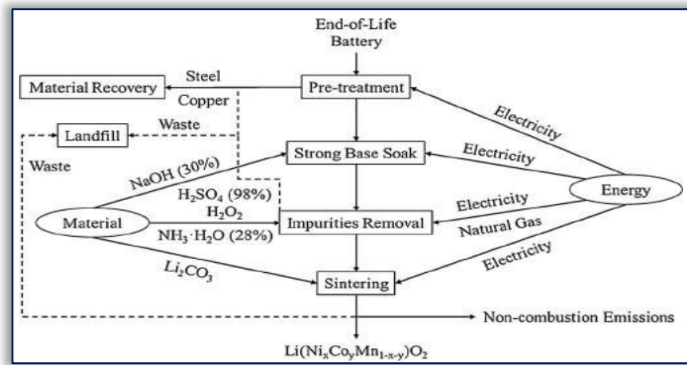 End-of-Life
Battery
Material Recovery
Steel
Copper
Pre-treatment
Electricity
Landfill
Waste
Waste
Strong Base Soak
Electricity
NaOH (30%)
H₂SO₄ (98%)
Energy
Material
H₂O₂
NH₃·H₂O (28%)
Impurities Removal
Electricity
Natural Gas
Li₂CO₃
Electricity
Sintering
Non-combustion Emissions
Li(NiₓCoᵧMn₁₋ₓ₋ᵧ)O₂